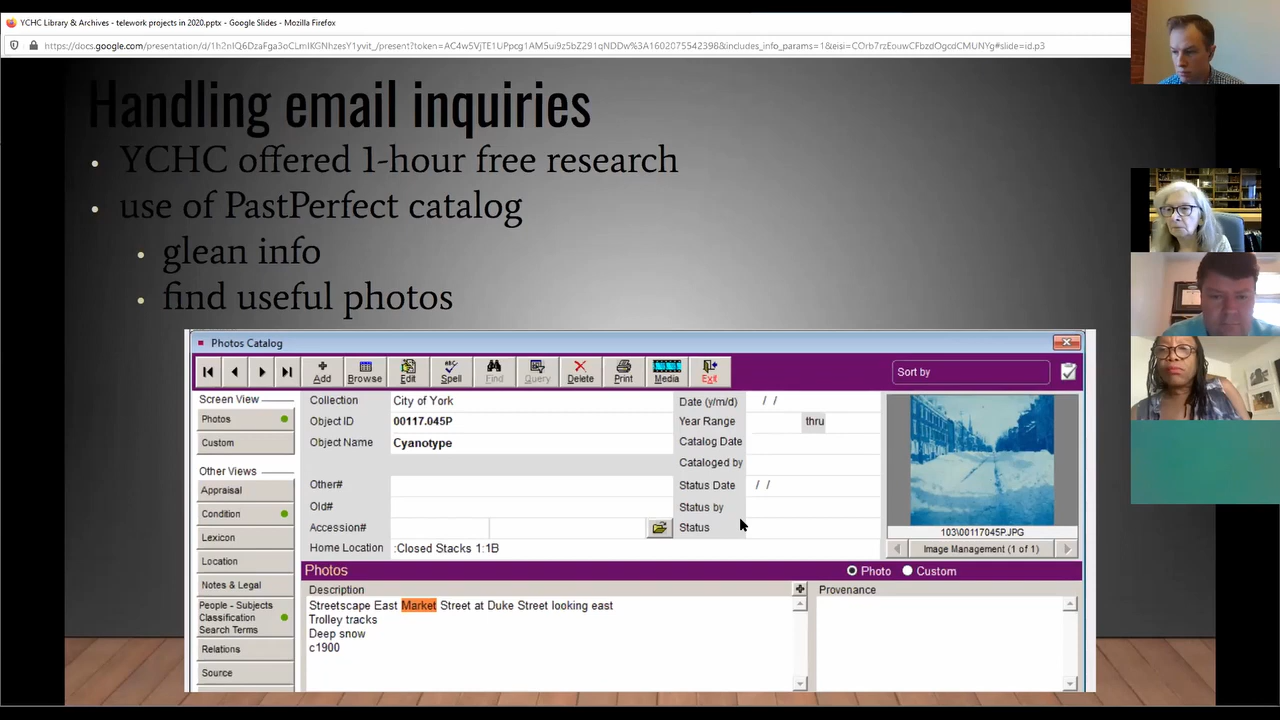 YCHC Library & Archives - telework projects in 2020.pptx - Google Slides - Mozilla Firefox
Handling email inquiries
• YCHC offered 1-hour free research
• use of PastPerfect catalog
• glean info
• find useful photos
Photos Catalog
Add Browse Edit Spell Find Query Delete Print Media Exit
Sort by
Screen View
Photos
Custom
Other Views
Appraisal
Condition
Lexicon
Location
Notes & Legal
People - Subjects
Classification
Search Terms
Relations
Source
Collection City of York
Object ID 00117.045P
Object Name Cyanotype
Other#
Old#
Accession#
Home Location :Closed Stacks 1:1B
Date (y/m/d) / /
Year Range thru
Catalog Date
Cataloged by
Status Date / /
Status by
Status
103\00117045P.JPG
Image Management (1 of 1)
Photos
Photo Custom
Description
Streetscape East Market Street at Duke Street looking east
Trolley tracks
Deep snow
c1900
Provenance